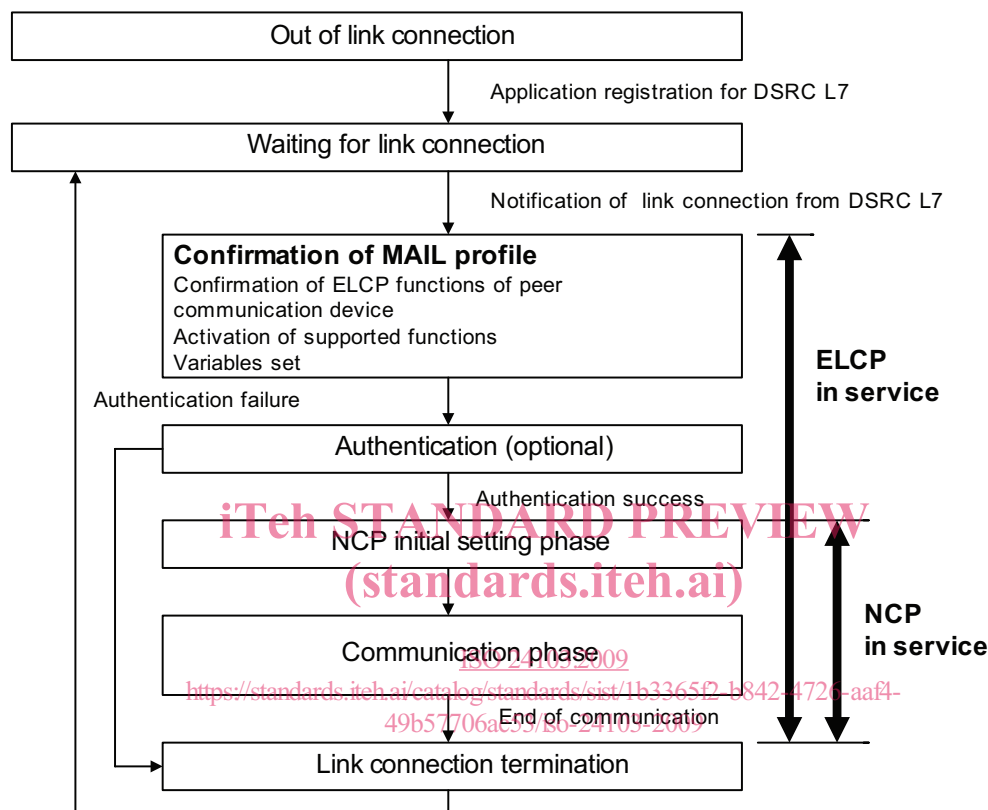 Out of link connection
Application registration for DSRC L7
Waiting for link connection
Notification of link connection from DSRC L7
Confirmation of MAIL profile
Confirmation of ELCP functions of peer
communication device
Activation of supported functions
Variables set
ELCP
in service
Authentication failure
Authentication (optional)
Authentication success
iTeh STANDARD PREVIEW
NCP initial setting phase
(standards.iteh.ai)
NCP
in service
Communication phase
ISO 24103:2009
https://standards.iteh.ai/catalog/standards/sist/1b3365f2-b842-4726-aaf4-
End of communication
49b57706ac53/iso-24103-2009
Link connection termination